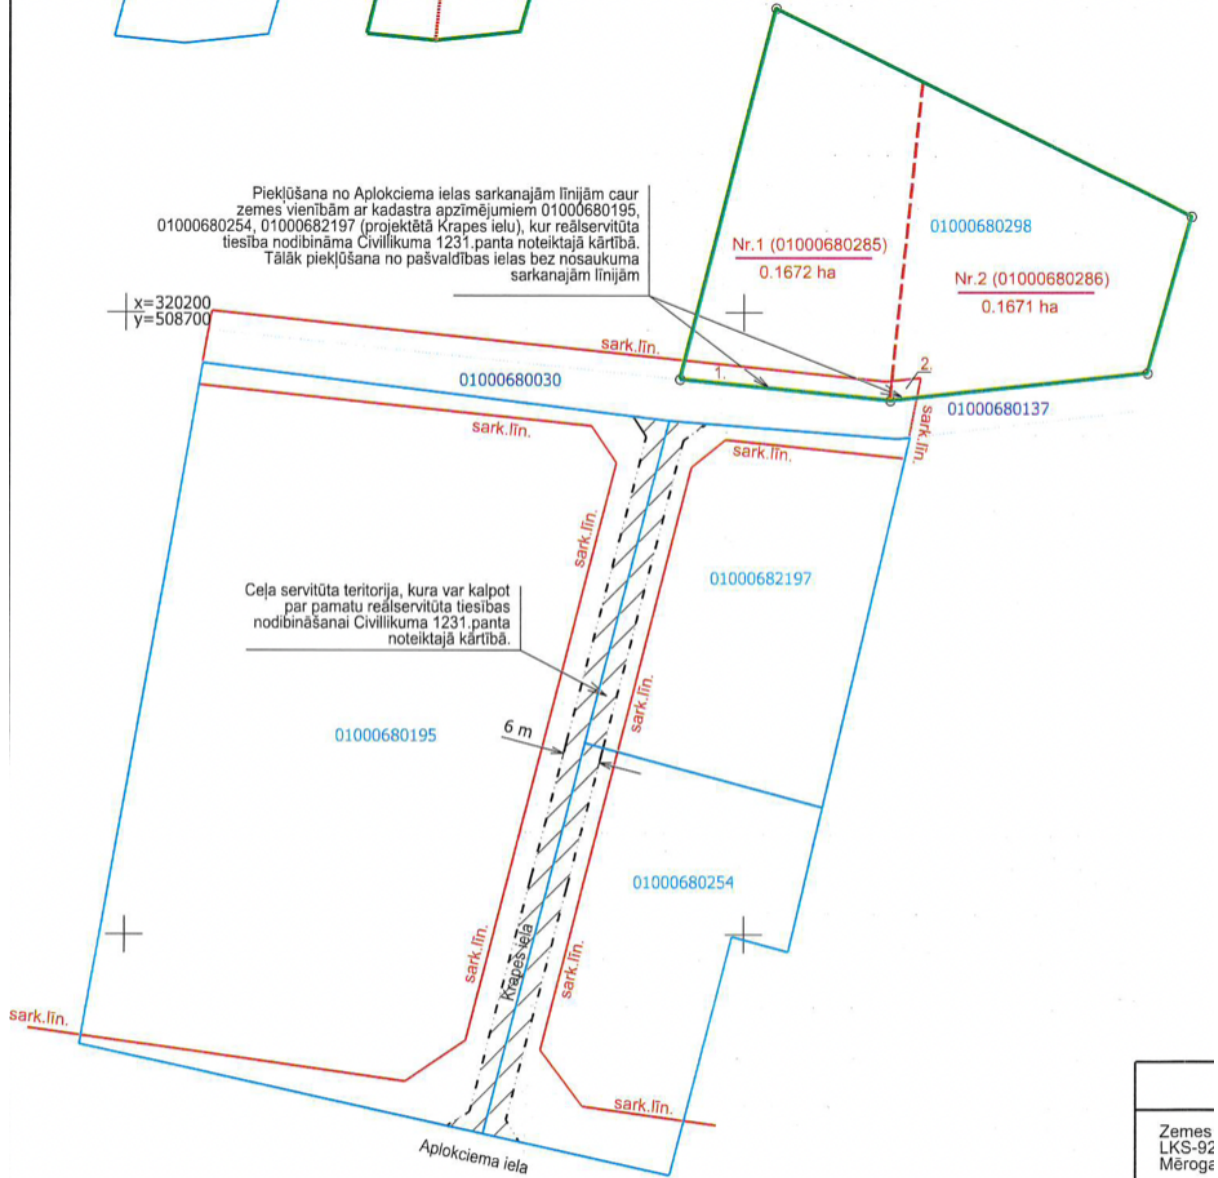 Piekļūšana no Aplokciema ielas sarkanajām līnijām caur
zemes vienībām ar kadastra apzīmējumiem 01000680195,
01000680254, 01000682197 (projektētā Krapes ielu), kur reālservitūta
tiesība nodibināma Civillikuma 1231.panta noteiktajā kārtībā.
Tālāk piekļūšana no pašvaldības ielas bez nosaukuma
sarkanajām līnijām
01000680298
Nr.1 (01000680285)
0.1672 ha
Nr.2 (01000680286)
0.1671 ha
x=320200
y=508700
sark.līn.
1.
2.
01000680030
01000680137
sark.līn.
sark.līn.
sark.līn.
sark.līn.
01000682197
Ceļa servitūta teritorija, kura var kalpot
par pamatu reālservitūta tiesības
nodibināšanai Civillikuma 1231.panta
noteiktajā kārtībā.
sark.līn.
01000680195
6 m
01000680254
sark.līn.
Krapes iela
sark.līn.
sark.līn.
sark.līn.
Aplokciema iela
Zemes
LKS-92
Mēroga